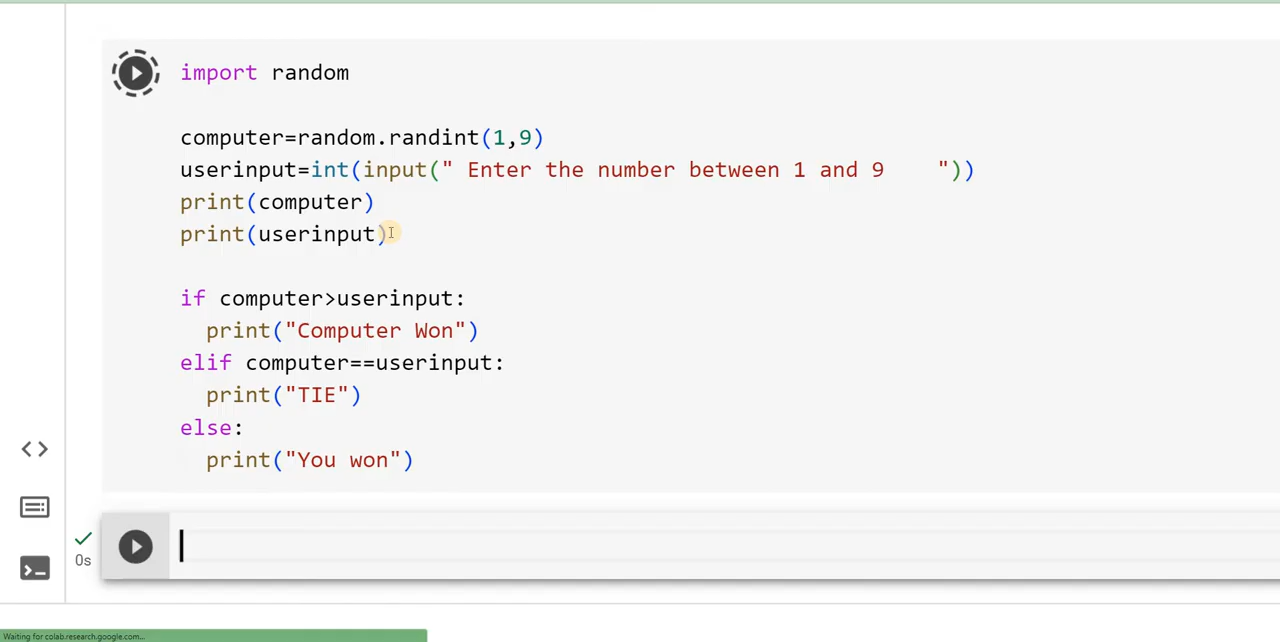 import random
computer=random.randint(1,9)
userinput=int(input(" Enter the number between 1 and 9    "))
print(computer)
print(userinput)
if computer>userinput:
  print("Computer Won")
elif computer==userinput:
  print("TIE")
else:
  print("You won")
0s
Waiting for colab.research.google.com...